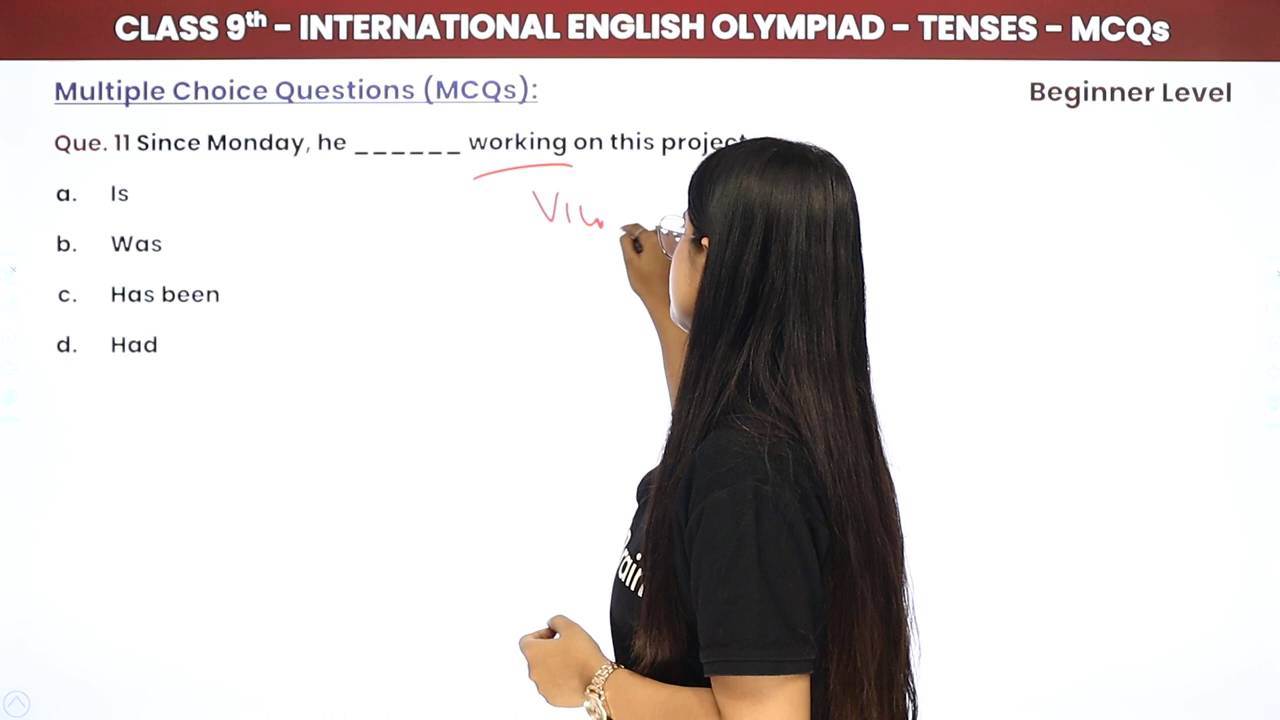 CLASS 9th - INTERNATIONAL ENGLISH OLYMPIAD - TENSES - MCQs
Multiple Choice Questions (MCQs):
Beginner Level
Que. 11 Since Monday, he ______ working on this project
a. Is
b. Was
c. Has been
d. Had